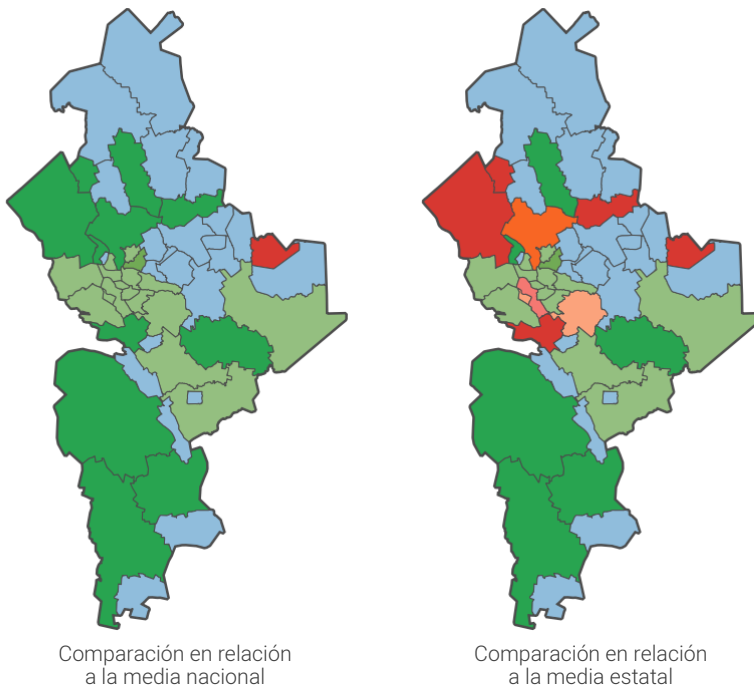 Comparación en relación
a la media nacional
Comparación en relación
a la media estatal